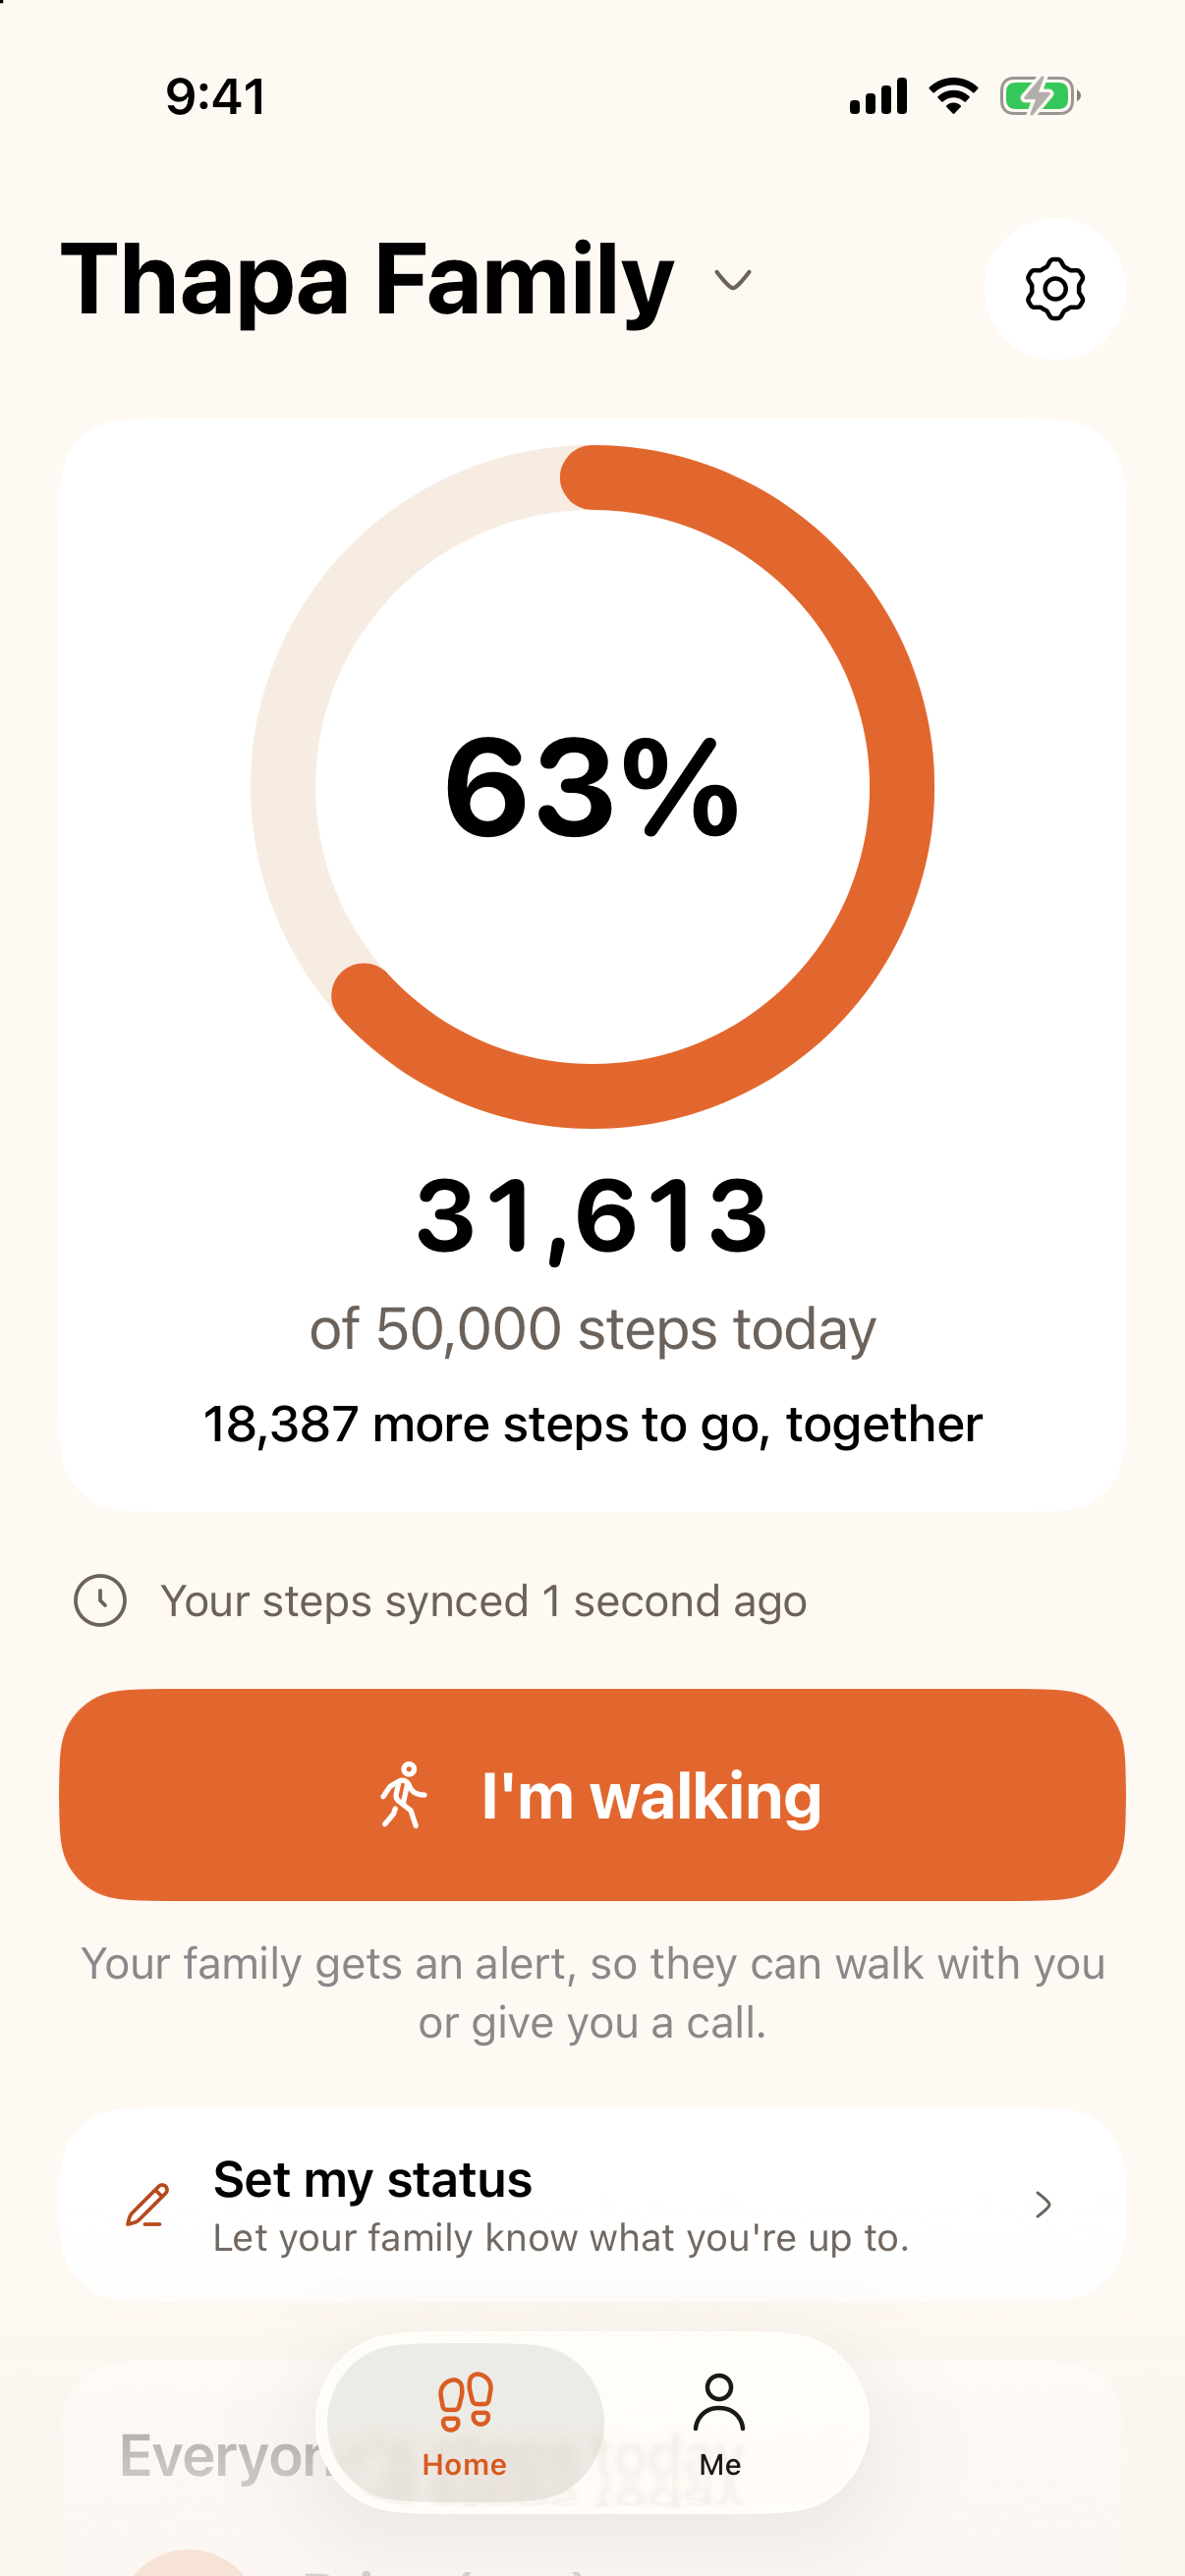 9:41
Thapa Family
63%
31,613
of 50,000 steps today
18,387 more steps to go, together
Your steps synced 1 second ago
I'm walking
Your family gets an alert, so they can walk with you
or give you a call.
Set my status
Let your family know what you're up to.
Home
Me
today